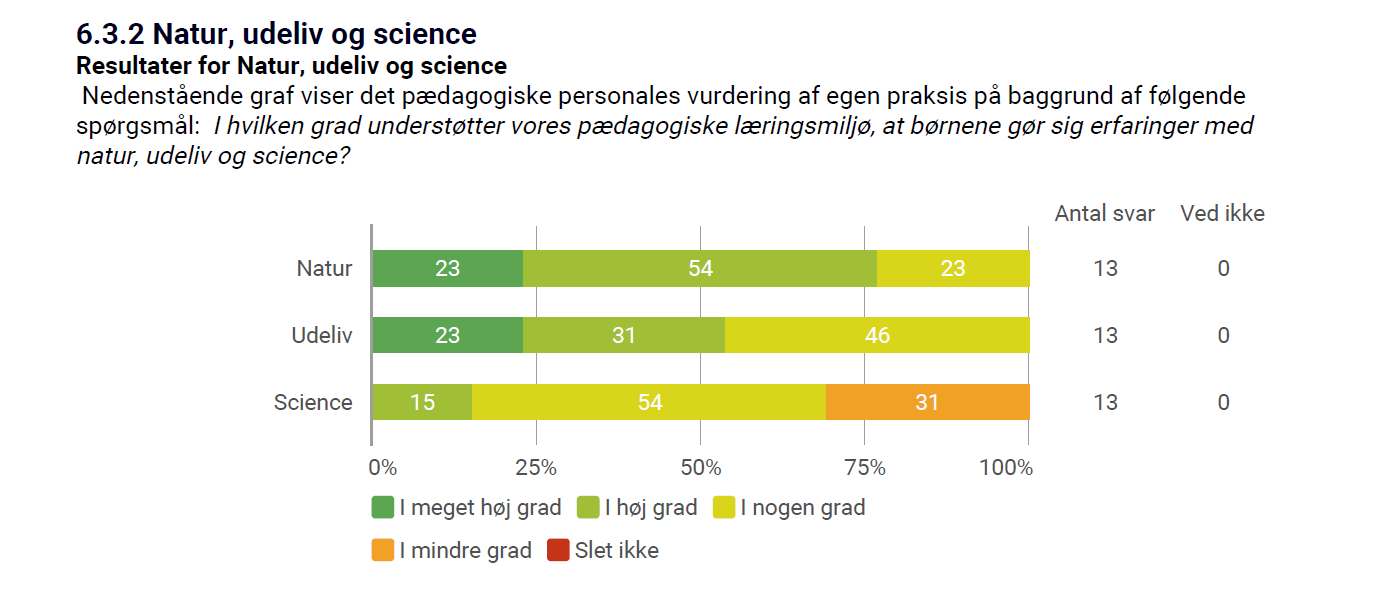 6.3.2 Natur, udeliv og science
Resultater for Natur, udeliv og science
Nedenstående graf viser det pædagogiske personales vurdering af egen praksis på baggrund af følgende
spørgsmål: I hvilken grad understøtter vores pædagogiske læringsmiljø, at børnene gør sig erfaringer med
natur, udeliv og science?
Antal svar Ved ikke
Natur 23 54 23 13 0
Udeliv 23 31 46 13 0
Science 15 54 31 13 0
0% 25% 50% 75% 100%
I meget høj grad I høj grad I nogen grad
I mindre grad Slet ikke